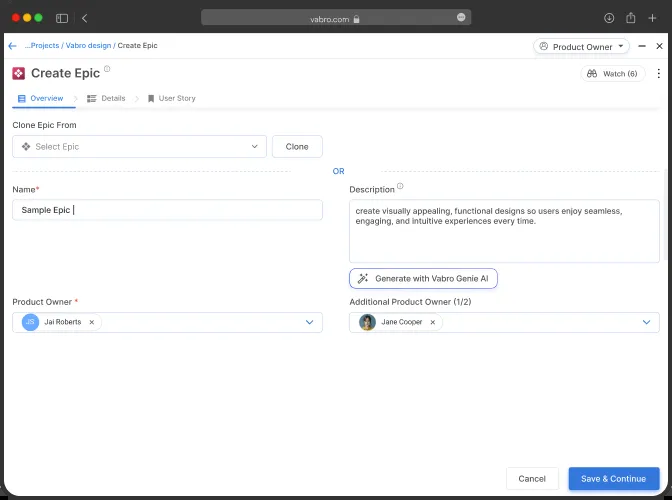 vabro.com
...Projects / Vabro design / Create Epic
Product Owner
Create Epic
Watch (6)
Overview
Details
User Story
Clone Epic From
Select Epic
Clone
OR
Name*
Description
Sample Epic
create visually appealing, functional designs so users enjoy seamless,
engaging, and intuitive experiences every time.
Generate with Vabro Genie AI
Product Owner *
Additional Product Owner (1/2)
Jai Roberts
Jane Cooper
Cancel
Save & Continue